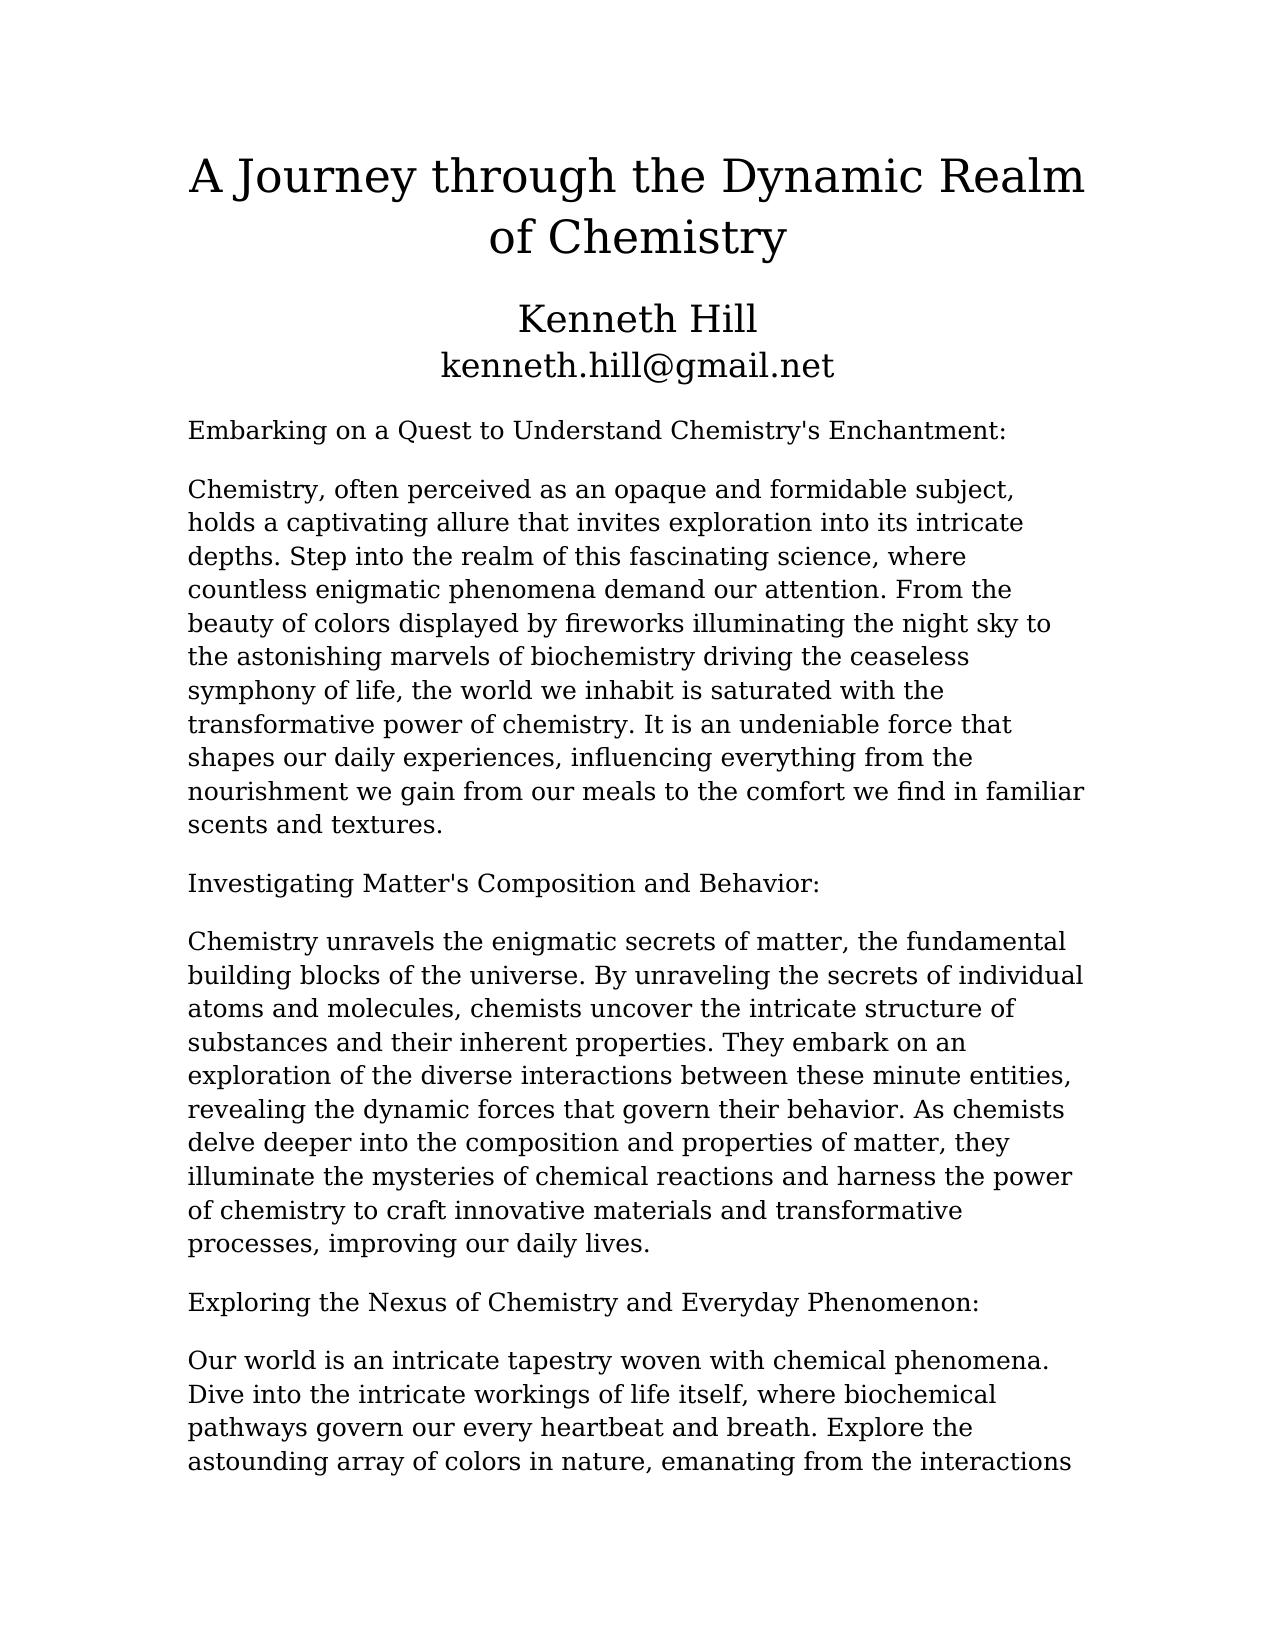 A Journey through the Dynamic Realm
of Chemistry
Kenneth Hill
kenneth.hill@gmail.net
Embarking on a Quest to Understand Chemistry's Enchantment:
Chemistry, often perceived as an opaque and formidable subject,
holds a captivating allure that invites exploration into its intricate
depths. Step into the realm of this fascinating science, where
countless enigmatic phenomena demand our attention. From the
beauty of colors displayed by fireworks illuminating the night sky to
the astonishing marvels of biochemistry driving the ceaseless
symphony of life, the world we inhabit is saturated with the
transformative power of chemistry. It is an undeniable force that
shapes our daily experiences, influencing everything from the
nourishment we gain from our meals to the comfort we find in familiar
scents and textures.
Investigating Matter's Composition and Behavior:
Chemistry unravels the enigmatic secrets of matter, the fundamental
building blocks of the universe. By unraveling the secrets of individual
atoms and molecules, chemists uncover the intricate structure of
substances and their inherent properties. They embark on an
exploration of the diverse interactions between these minute entities,
revealing the dynamic forces that govern their behavior. As chemists
delve deeper into the composition and properties of matter, they
illuminate the mysteries of chemical reactions and harness the power
of chemistry to craft innovative materials and transformative
processes, improving our daily lives.
Exploring the Nexus of Chemistry and Everyday Phenomenon:
Our world is an intricate tapestry woven with chemical phenomena.
Dive into the intricate workings of life itself, where biochemical
pathways govern our every heartbeat and breath. Explore the
astounding array of colors in nature, emanating from the interactions